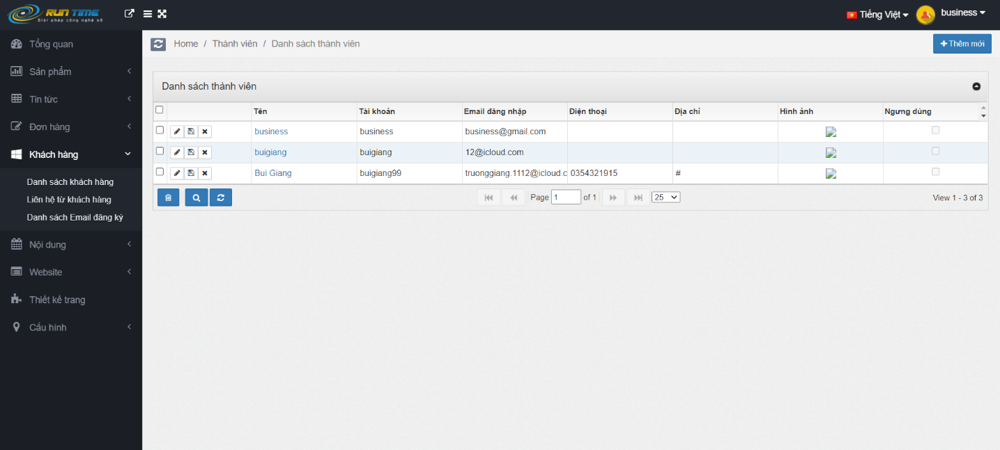 RUN TIME
Giải pháp công nghệ số
Tiếng Việt
business
Tổng quan
Sản phẩm
Tin tức
Đơn hàng
Khách hàng
Danh sách khách hàng
Liên hệ từ khách hàng
Danh sách Email đăng ký
Nội dung
Website
Thiết kế trang
Cấu hình
Home / Thành viên / Danh sách thành viên
Thêm mới
Danh sách thành viên
Tên Tài khoản Email đăng nhập Điện thoại Địa chỉ Hình ảnh Ngưng dùng
business business business@gmail.com
buigiang buigiang 12@icloud.com
Bui Giang buigiang99 truonggiang.1112@icloud.c 0354321915 #
Page 1 of 1 25 View 1 - 3 of 3